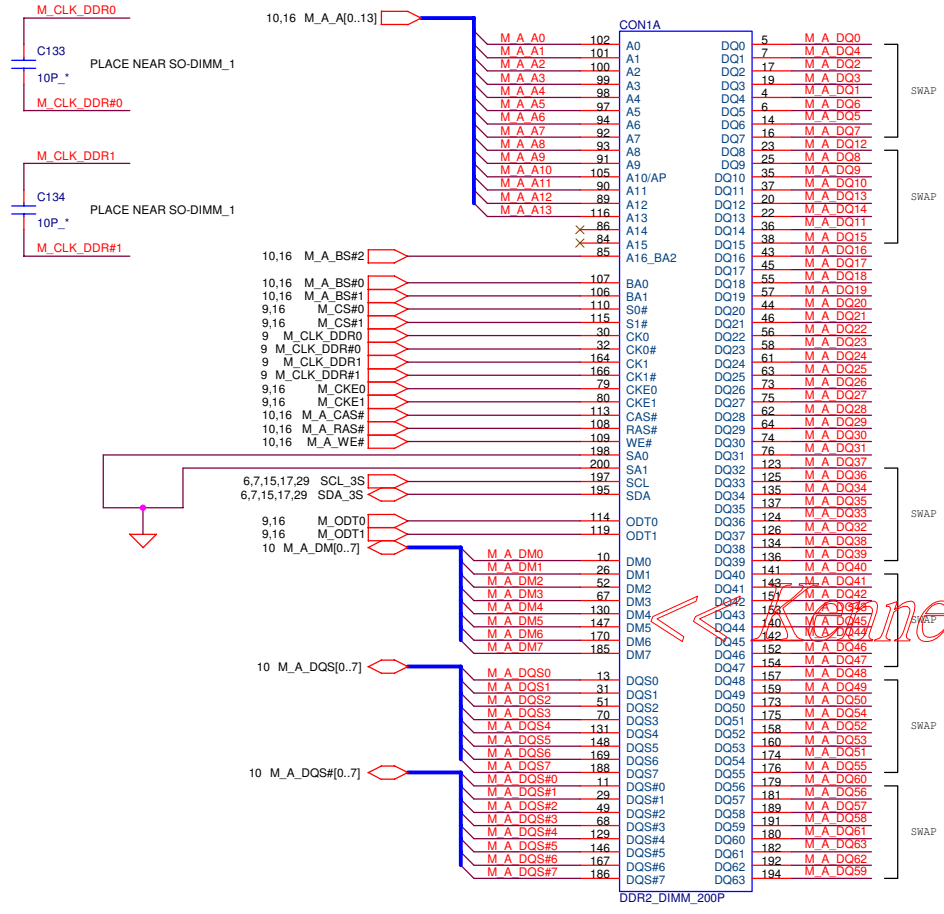 M_CLK_DDR0
C133
10P_*
PLACE NEAR SO-DIMM_1
M_CLK_DDR#0
M_CLK_DDR1
C134
10P_*
PLACE NEAR SO-DIMM_1
M_CLK_DDR#1
10,16 M_A_A[0..13]
CON1A
M_A_A0 102 A0 DQ0 5 M_A_DQ0
M_A_A1 101 A1 DQ1 7 M_A_DQ4
M_A_A2 100 A2 DQ2 17 M_A_DQ2
M_A_A3 99 A3 DQ3 19 M_A_DQ3
M_A_A4 98 A4 DQ4 4 M_A_DQ1
M_A_A5 97 A5 DQ5 6 M_A_DQ6
M_A_A6 94 A6 DQ6 14 M_A_DQ5
M_A_A7 92 A7 DQ7 16 M_A_DQ7
SWAP
M_A_A8 93 A8 DQ8 23 M_A_DQ12
M_A_A9 91 A9 DQ9 25 M_A_DQ8
M_A_A10 105 A10/AP DQ10 35 M_A_DQ9
M_A_A11 90 A11 DQ11 37 M_A_DQ10
M_A_A12 89 A12 DQ12 20 M_A_DQ13
M_A_A13 116 A13 DQ13 22 M_A_DQ14
86 A14 DQ14 36 M_A_DQ11
84 A15 DQ15 38 M_A_DQ15
SWAP
10,16 M_A_BS#2 85 A16_BA2 DQ16 43 M_A_DQ16
DQ17 45 M_A_DQ17
10,16 M_A_BS#0 107 BA0 DQ18 55 M_A_DQ18
10,16 M_A_BS#1 106 BA1 DQ19 57 M_A_DQ19
9,16 M_CS#0 110 S0# DQ20 44 M_A_DQ20
9,16 M_CS#1 115 S1# DQ21 46 M_A_DQ21
9 M_CLK_DDR0 30 CK0 DQ22 56 M_A_DQ22
9 M_CLK_DDR#0 32 CK0# DQ23 58 M_A_DQ23
9 M_CLK_DDR1 164 CK1 DQ24 61 M_A_DQ24
9 M_CLK_DDR#1 166 CK1# DQ25 63 M_A_DQ25
9,16 M_CKE0 79 CKE0 DQ26 73 M_A_DQ26
9,16 M_CKE1 80 CKE1 DQ27 75 M_A_DQ27
10,16 M_A_CAS# 113 CAS# DQ28 62 M_A_DQ28
10,16 M_A_RAS# 108 RAS# DQ29 64 M_A_DQ29
10,16 M_A_WE# 109 WE# DQ30 74 M_A_DQ30
198 SA0 DQ31 76 M_A_DQ31
200 SA1 DQ32 123 M_A_DQ37
6,7,15,17,29 SCL_3S 197 SCL DQ33 125 M_A_DQ36
6,7,15,17,29 SDA_3S 195 SDA DQ34 135 M_A_DQ34
DQ35 137 M_A_DQ35
9,16 M_ODT0 114 ODT0 DQ36 124 M_A_DQ33
9,16 M_ODT1 119 ODT1 DQ37 126 M_A_DQ32
10 M_A_DM[0..7] DQ38 134 M_A_DQ38
SWAP
M_A_DM0 10 DM0 DQ39 136 M_A_DQ39
M_A_DM1 26 DM1 DQ40 141 M_A_DQ40
M_A_DM2 52 DM2 DQ41 143 M_A_DQ41
M_A_DM3 67 DM3 DQ42 151 M_A_DQ42
M_A_DM4 130 DM4 DQ43 153 M_A_DQ43
M_A_DM5 147 DM5 DQ44 140 M_A_DQ45
M_A_DM6 170 DM6 DQ45 142 M_A_DQ44
M_A_DM7 185 DM7 DQ46 152 M_A_DQ46
DQ47 154 M_A_DQ47
SWAP
10 M_A_DQS[0..7]
M_A_DQS0 13 DQS0 DQ48 157 M_A_DQ48
M_A_DQS1 31 DQS1 DQ49 159 M_A_DQ49
M_A_DQS2 51 DQS2 DQ50 173 M_A_DQ50
M_A_DQS3 70 DQS3 DQ51 175 M_A_DQ54
M_A_DQS4 131 DQS4 DQ52 158 M_A_DQ52
M_A_DQS5 148 DQS5 DQ53 160 M_A_DQ53
M_A_DQS6 169 DQS6 DQ54 174 M_A_DQ51
M_A_DQS7 188 DQS7 DQ55 176 M_A_DQ55
SWAP
10 M_A_DQS#[0..7]
M_A_DQS#0 11 DQS#0 DQ56 179 M_A_DQ60
M_A_DQS#1 29 DQS#1 DQ57 181 M_A_DQ56
M_A_DQS#2 49 DQS#2 DQ58 189 M_A_DQ57
M_A_DQS#3 68 DQS#3 DQ59 191 M_A_DQ58
M_A_DQS#4 129 DQS#4 DQ60 180 M_A_DQ61
M_A_DQS#5 146 DQS#5 DQ61 182 M_A_DQ63
M_A_DQS#6 167 DQS#6 DQ62 192 M_A_DQ62
M_A_DQS#7 186 DQS#7 DQ63 194 M_A_DQ59
SWAP
DDR2_DIMM_200P